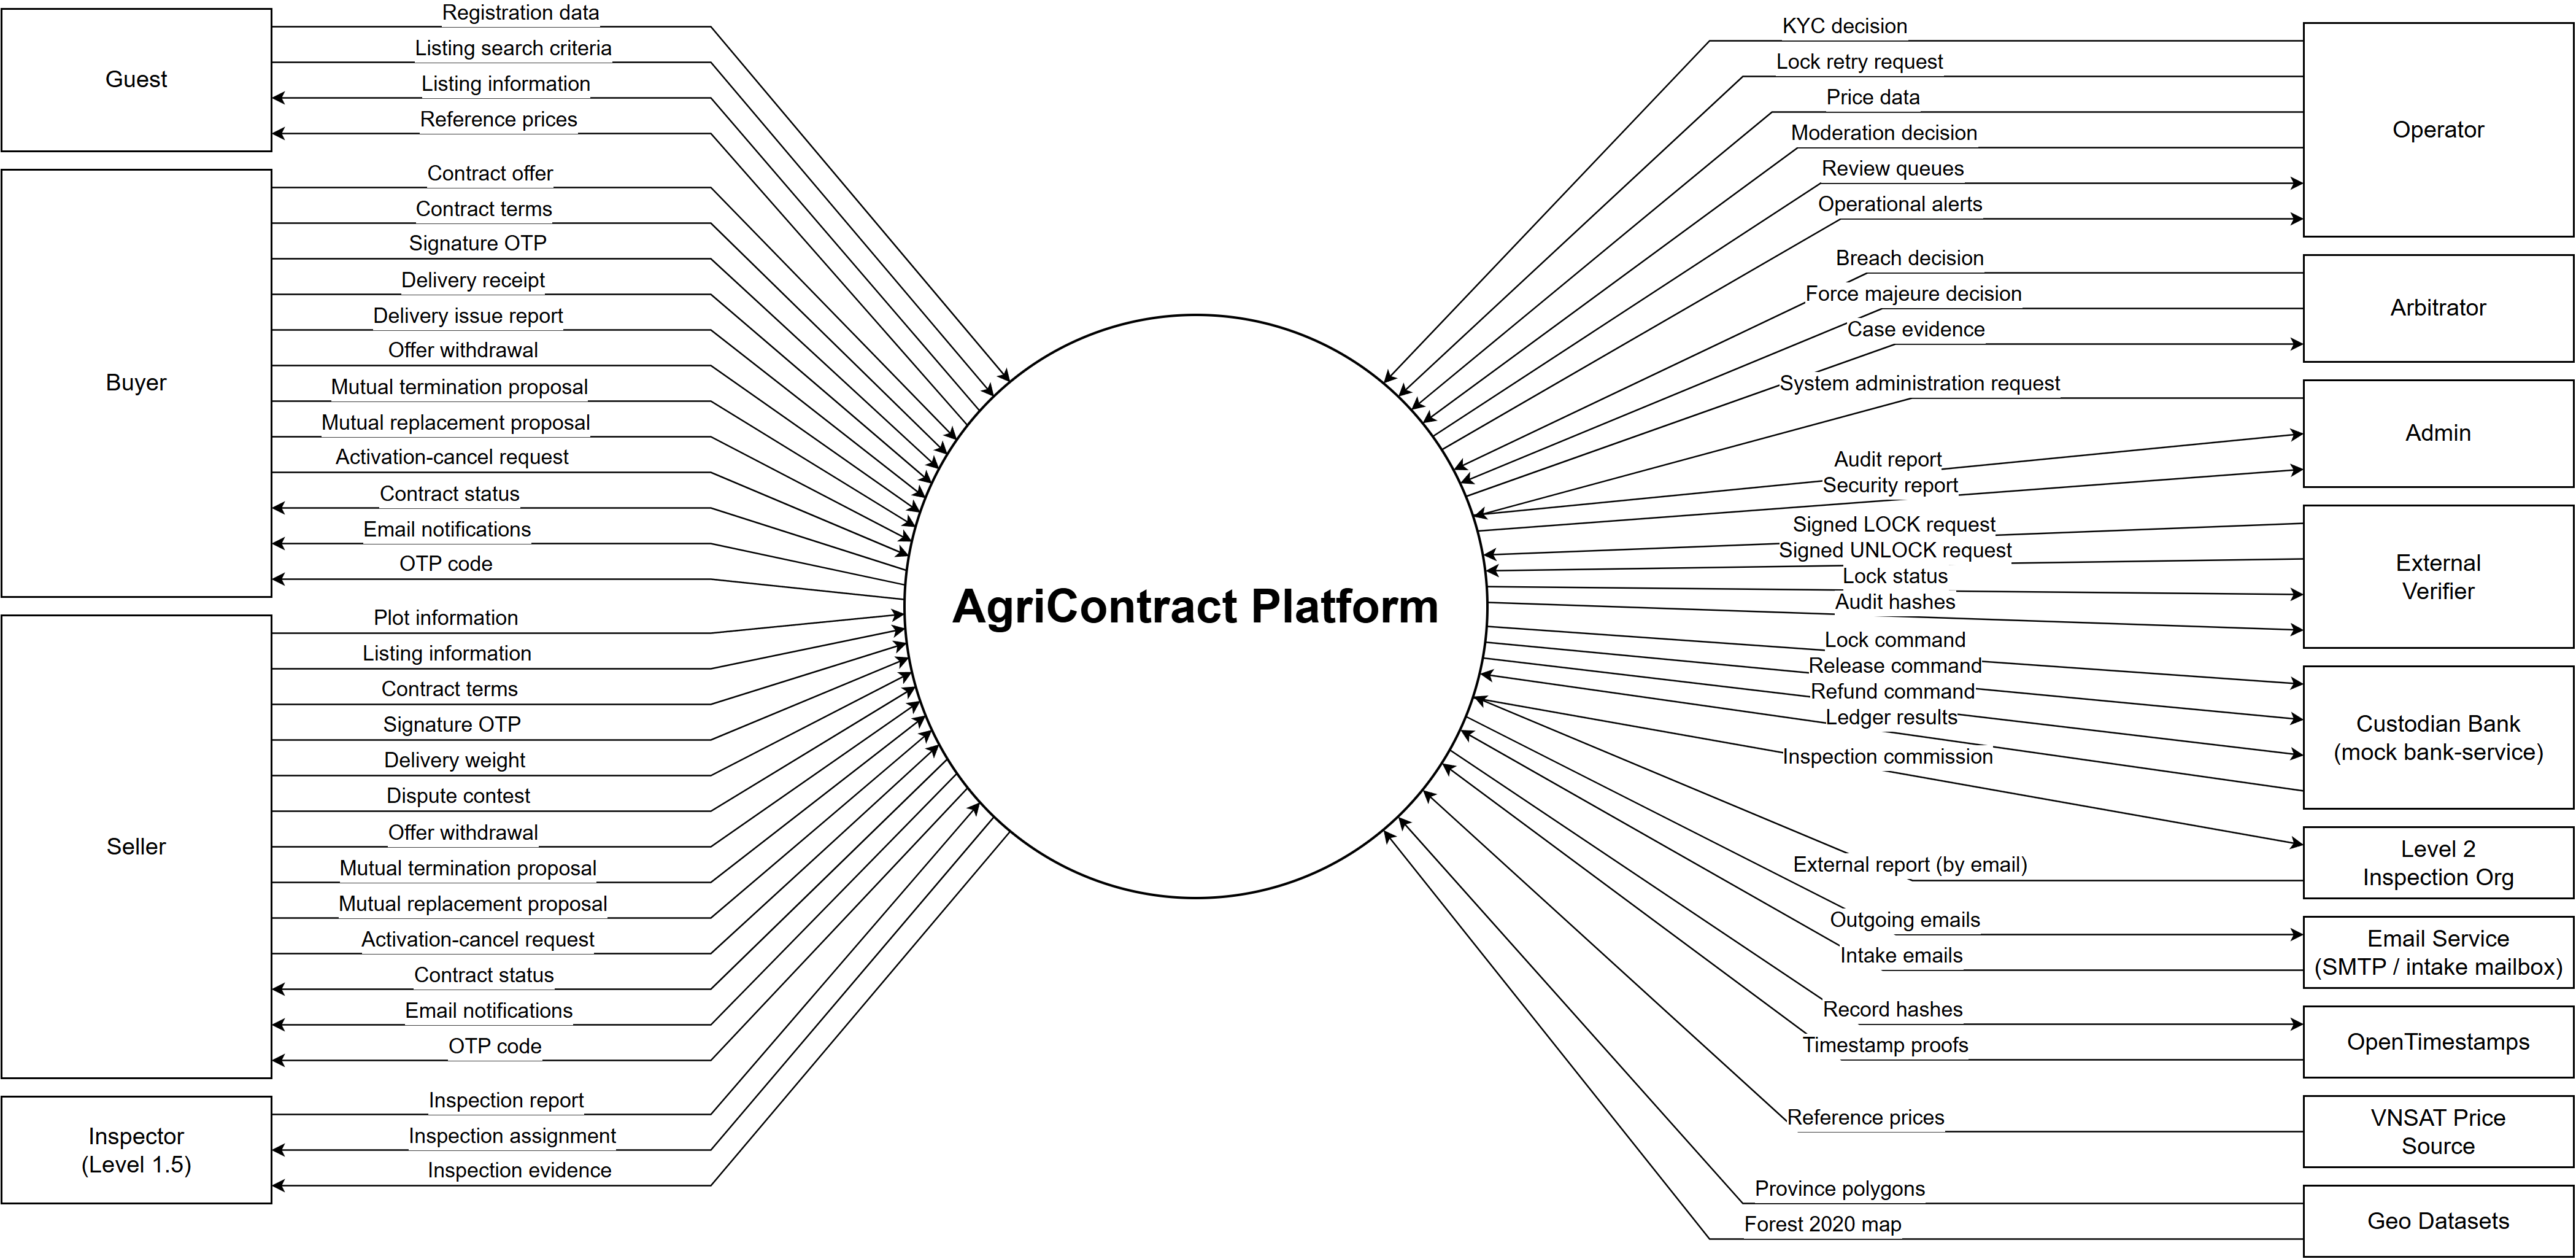 Guest
Registration data
Listing search criteria
Listing information
Reference prices
Buyer
Contract offer
Contract terms
Signature OTP
Delivery receipt
Delivery issue report
Offer withdrawal
Mutual termination proposal
Mutual replacement proposal
Activation-cancel request
Contract status
Email notifications
OTP code
Seller
Plot information
Listing information
Contract terms
Signature OTP
Delivery weight
Dispute contest
Offer withdrawal
Mutual termination proposal
Mutual replacement proposal
Activation-cancel request
Contract status
Email notifications
OTP code
Inspector
(Level 1.5)
Inspection report
Inspection assignment
Inspection evidence
AgriContract Platform
KYC decision
Lock retry request
Price data
Moderation decision
Review queues
Operational alerts
Operator
Breach decision
Force majeure decision
Case evidence
Arbitrator
System administration request
Audit report
Security report
Admin
Signed LOCK request
Signed UNLOCK request
Lock status
Audit hashes
External
Verifier
Lock command
Release command
Refund command
Ledger results
Custodian Bank
(mock bank-service)
Inspection commission
External report (by email)
Level 2
Inspection Org
Outgoing emails
Intake emails
Email Service
(SMTP / intake mailbox)
Record hashes
Timestamp proofs
OpenTimestamps
Reference prices
VNSAT Price
Source
Province polygons
Forest 2020 map
Geo Datasets